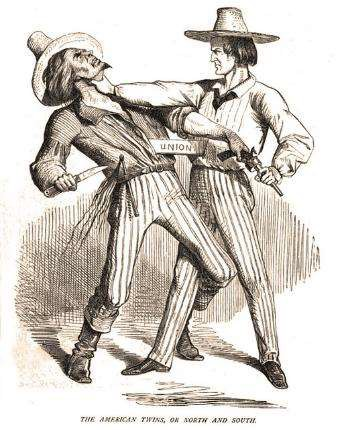 UNION
THE AMERICAN TWINS, OR NORTH AND SOUTH.